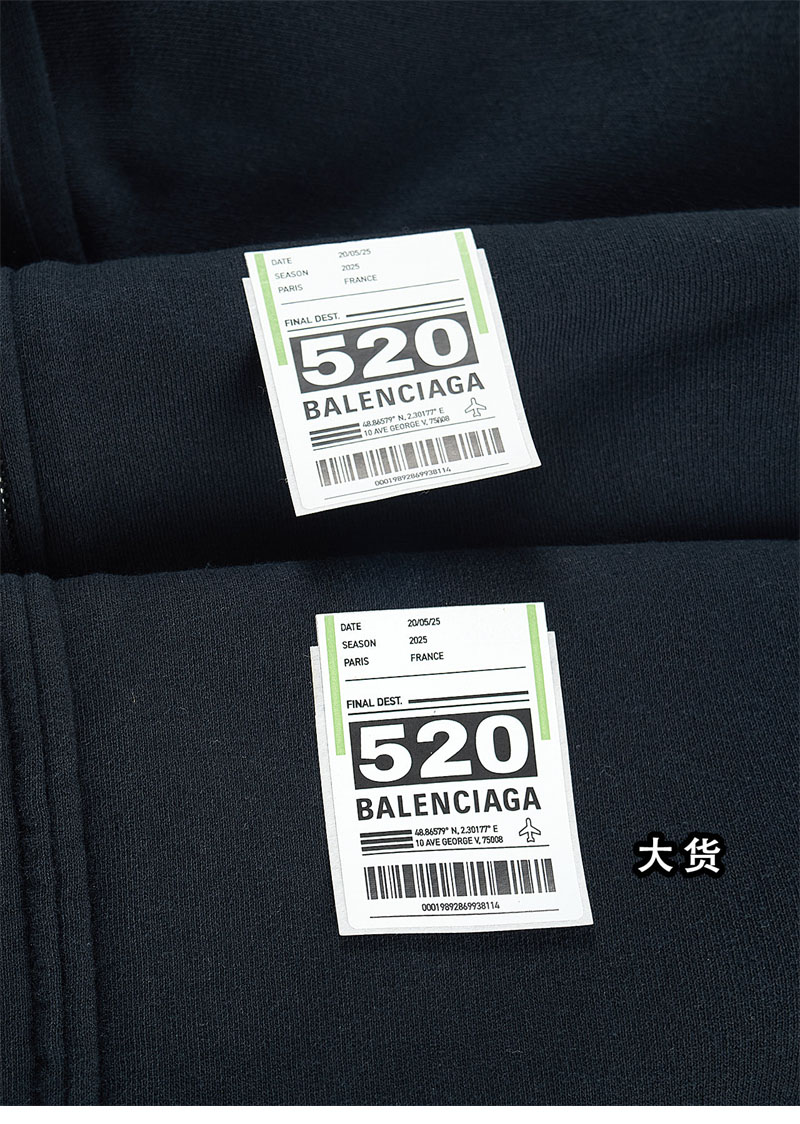 DATE 20/05/25
SEASON 2025
PARIS FRANCE
FINAL DEST.
520
BALENCIAGA
48.86579° N, 2.30177° E
10 AVE GEORGE V, 75008
00019892869938114
DATE 20/05/25
SEASON 2025
PARIS FRANCE
FINAL DEST.
520
BALENCIAGA
48.86579° N, 2.30177° E
10 AVE GEORGE V, 75008
00019892869938114
大货